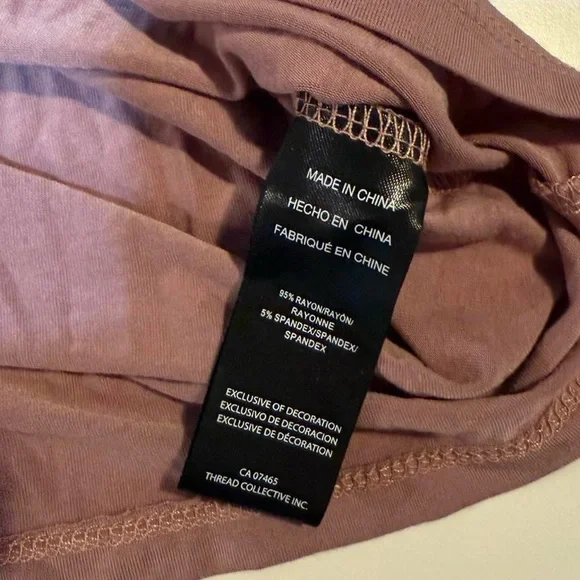 MADE IN CHINA
HECHO EN CHINA
FABRIQUÉ EN CHINE
95% RAYON/RAYÓN/
RAYONNE
5% SPANDEX/SPANDEX/
SPANDEX
EXCLUSIVE OF DECORATION
EXCLUSIVO DE DECORACION
EXCLUSIVE DE DÉCORATION
CA 07465
THREAD COLLECTIVE INC.